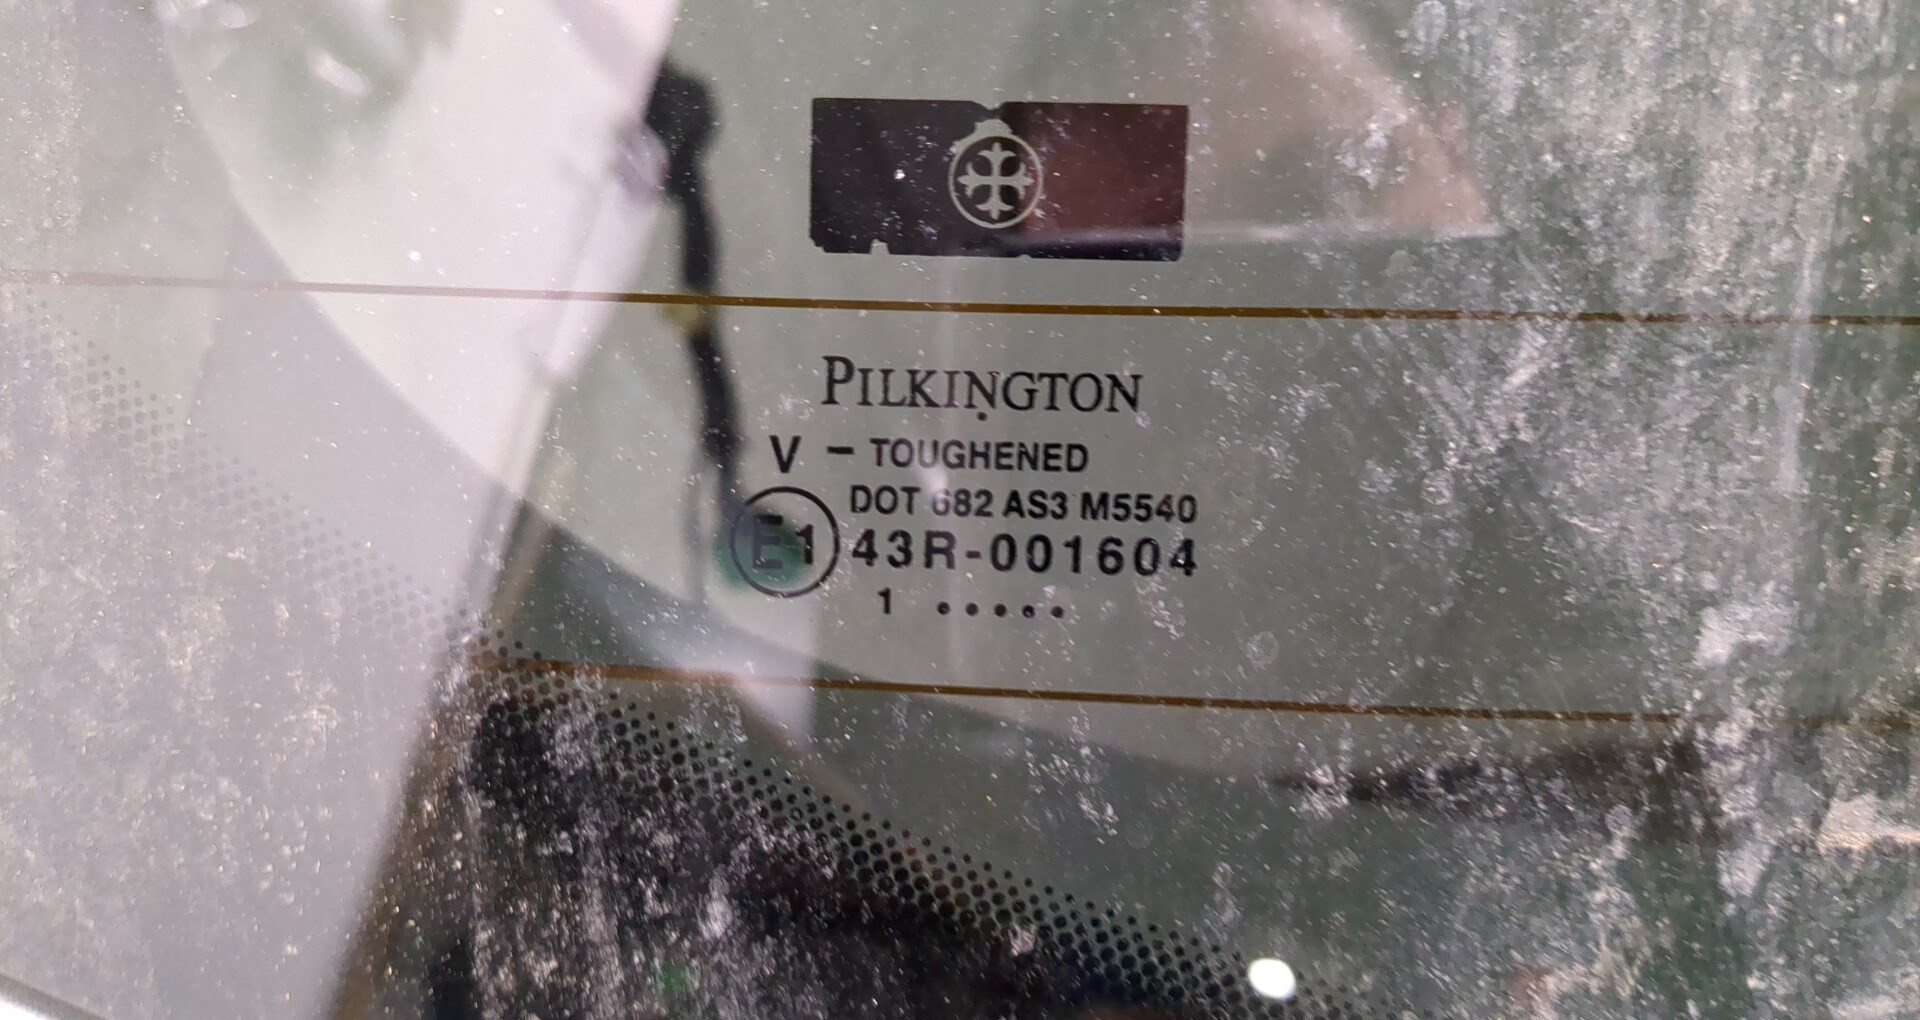 PILKINGTON
V – TOUGHENED
DOT 682 AS3 M5540
E1 43R-001604
1 •••••